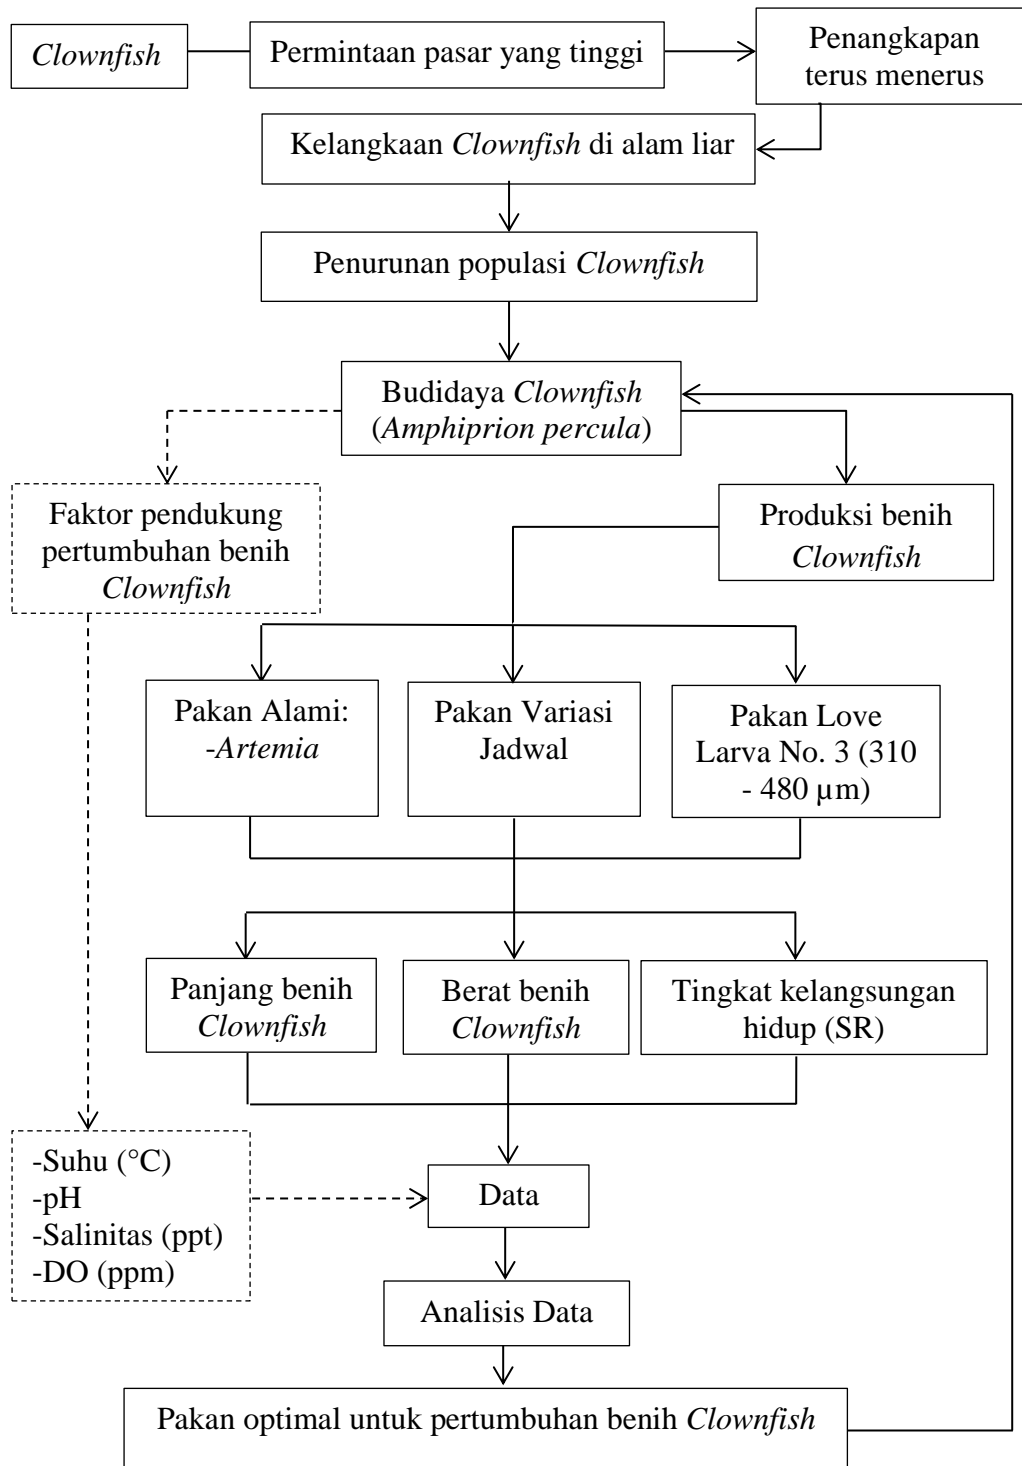 Clownfish
Permintaan pasar yang tinggi
Penangkapan
terus menerus
Kelangkaan Clownfish di alam liar
Penurunan populasi Clownfish
Budidaya Clownfish
(Amphiprion percula)
Faktor pendukung
pertumbuhan benih
Clownfish
Produksi benih
Clownfish
Pakan Alami:
-Artemia
Pakan Variasi
Jadwal
Pakan Love
Larva No. 3 (310
- 480 µm)
Panjang benih
Clownfish
Berat benih
Clownfish
Tingkat kelangsungan
hidup (SR)
-Suhu (°C)
-pH
-Salinitas (ppt)
-DO (ppm)
Data
Analisis Data
Pakan optimal untuk pertumbuhan benih Clownfish